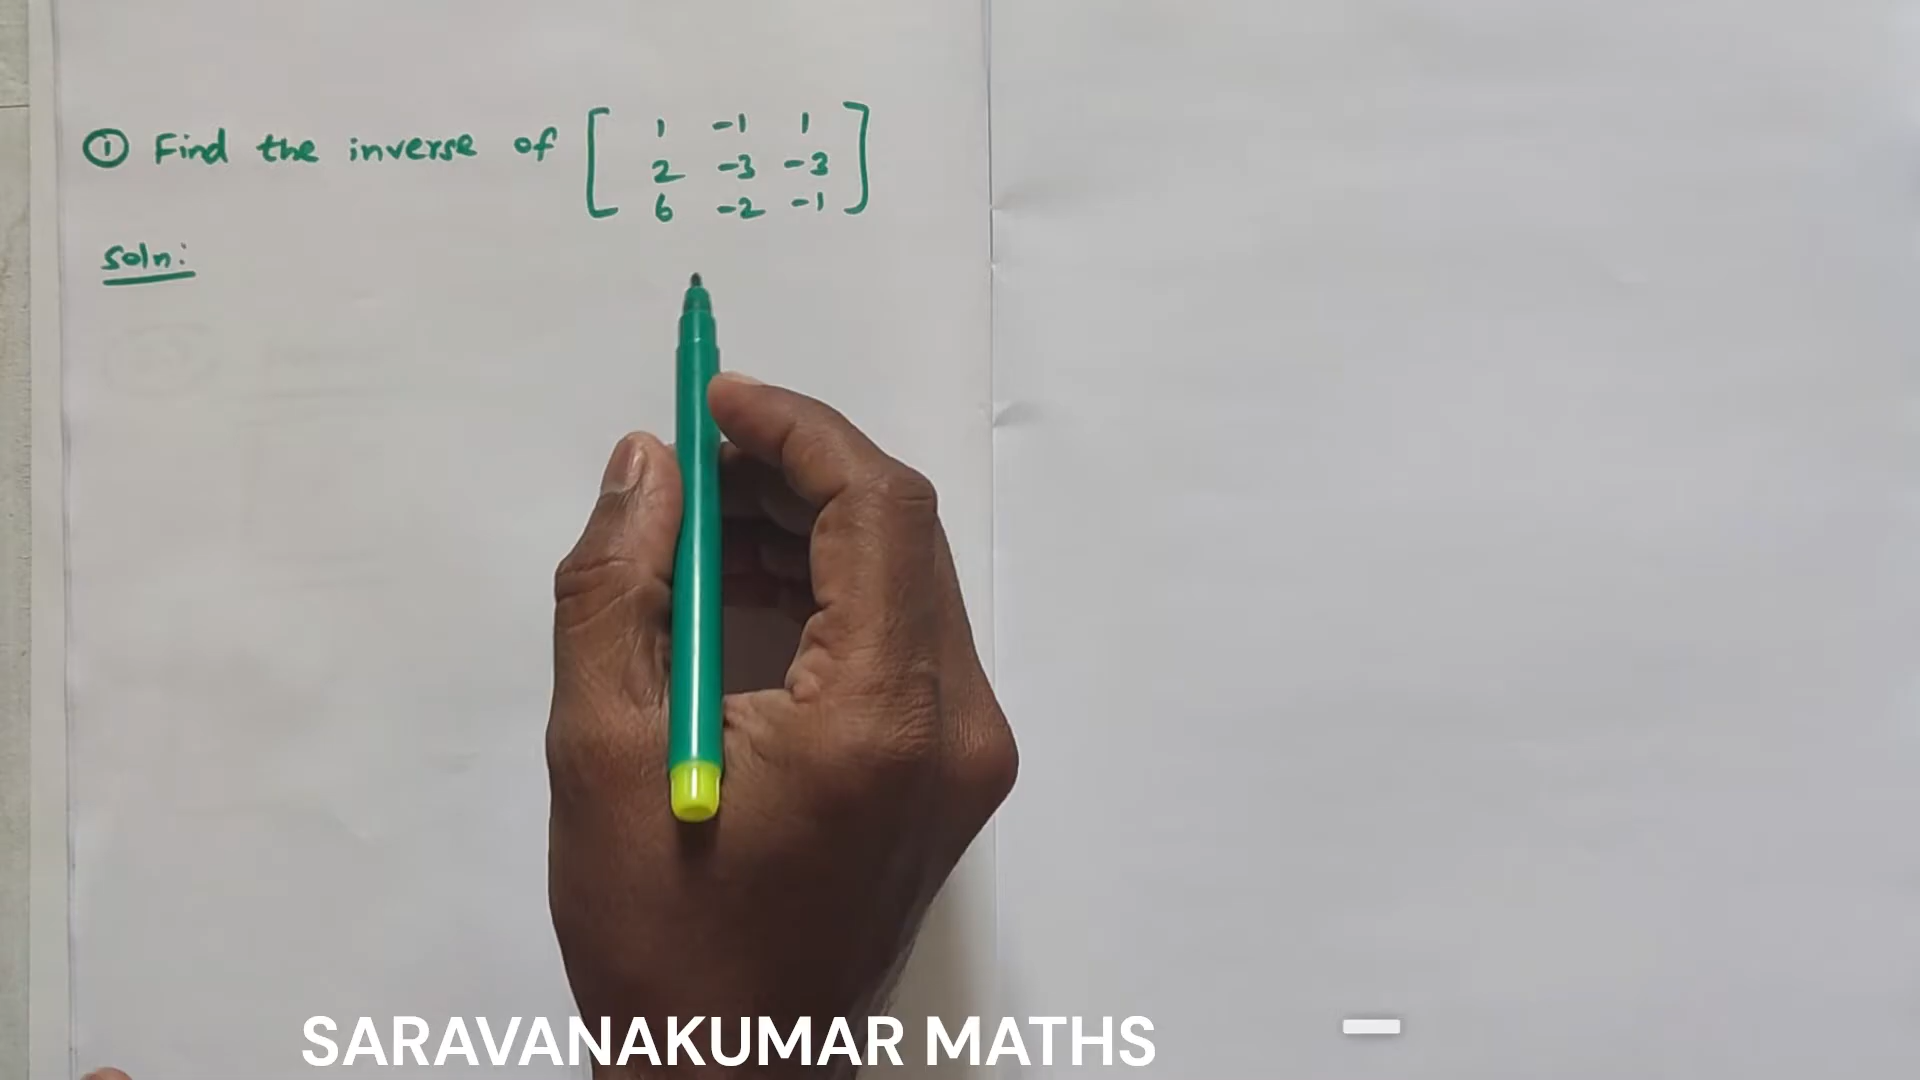 ① Find the inverse of [ 1 -1 1
2 -3 -3
6 -2 -1 ]
Soln:
SARAVANAKUMAR MATHS